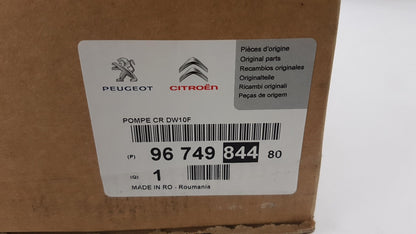 Pièces d'origine
Original parts
Recambios originales
Originalteile
Ricambi originali
Peças de origem
PEUGEOT CITROËN
POMPE CR DW10F
(P) 96 749 844 80
(Q) 1
MADE IN RO - Roumanie